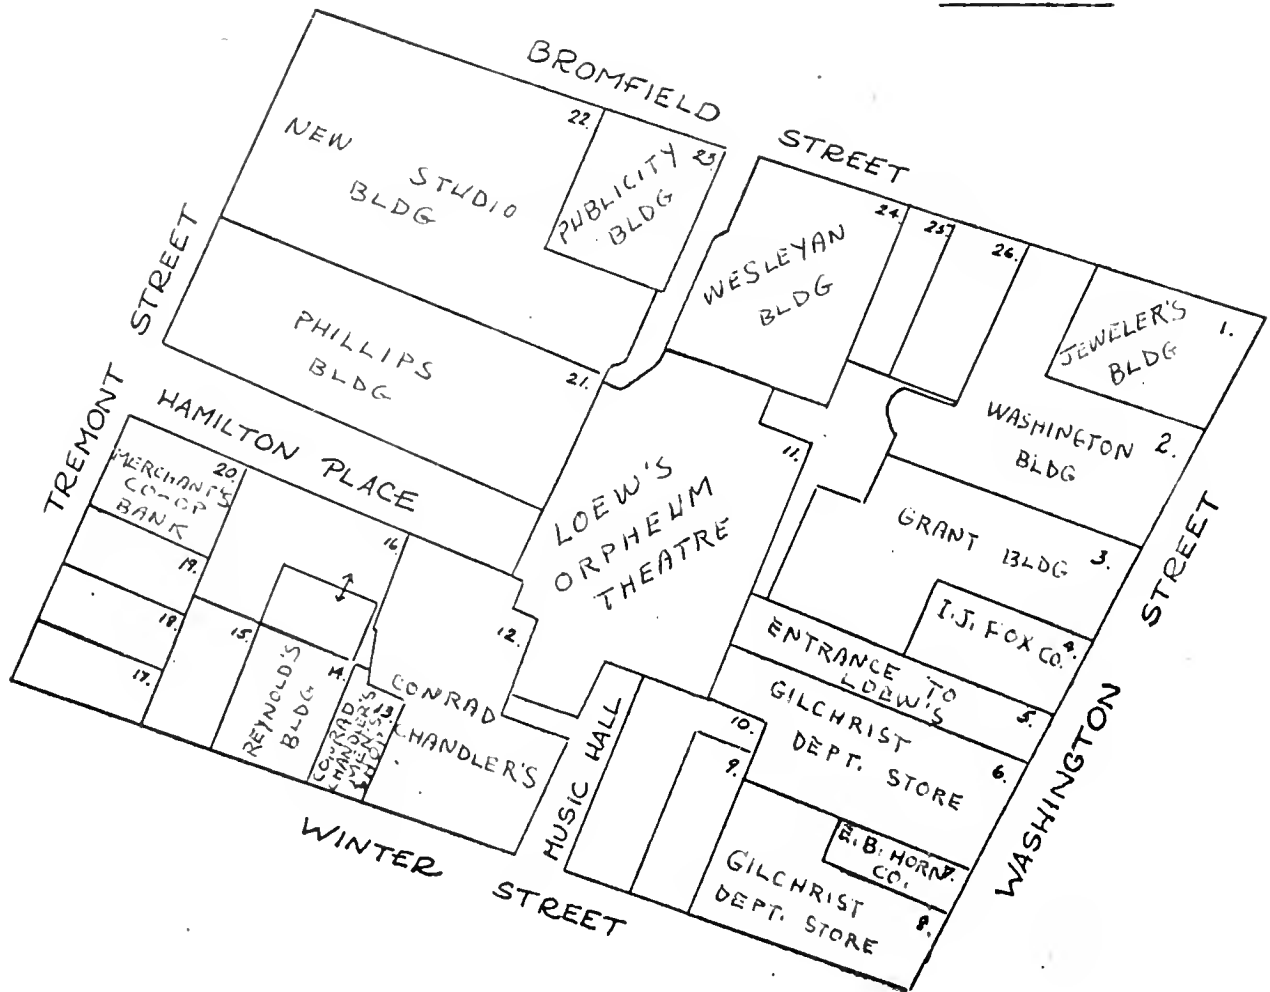 BROMFIELD STREET
NEW STUDIO
BLDG
22.
PUBLICITY
BLDG
23
WESLEYAN
BLDG
24.
25
26.
JEWELER'S
BLDG
1.
WASHINGTON
BLDG
2.
TREMONT STREET
PHILLIPS
BLDG
21.
HAMILTON PLACE
LOEW'S
ORPHEUM
THEATRE
11.
GRANT BLDG
3.
I.J. FOX CO.
4.
ENTRANCE TO
LOEW'S
5.
MERCHANT'S
CO-OP
BANK
20.
19.
18.
17.
16.
15.
REYNOLD'S
BLDG
14.
CONRAD
CHANDLER'S
MEN'S
SHOP
13.
CONRAD
CHANDLER'S
12.
MUSIC HALL
10.
9.
GILCHRIST
DEPT. STORE
6.
E. B. HORN
CO.
7.
GILCHRIST
DEPT. STORE
8.
WASHINGTON STREET
WINTER STREET